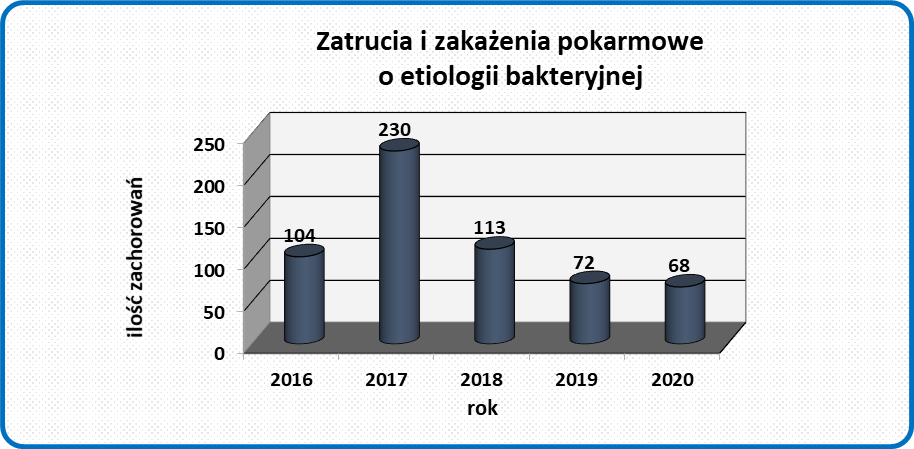 Zatrucia i zakażenia pokarmowe
o etiologii bakteryjnej
ilość zachorowań
250
200
150
100
50
0
104
230
113
72
68
2016 2017 2018 2019 2020
rok